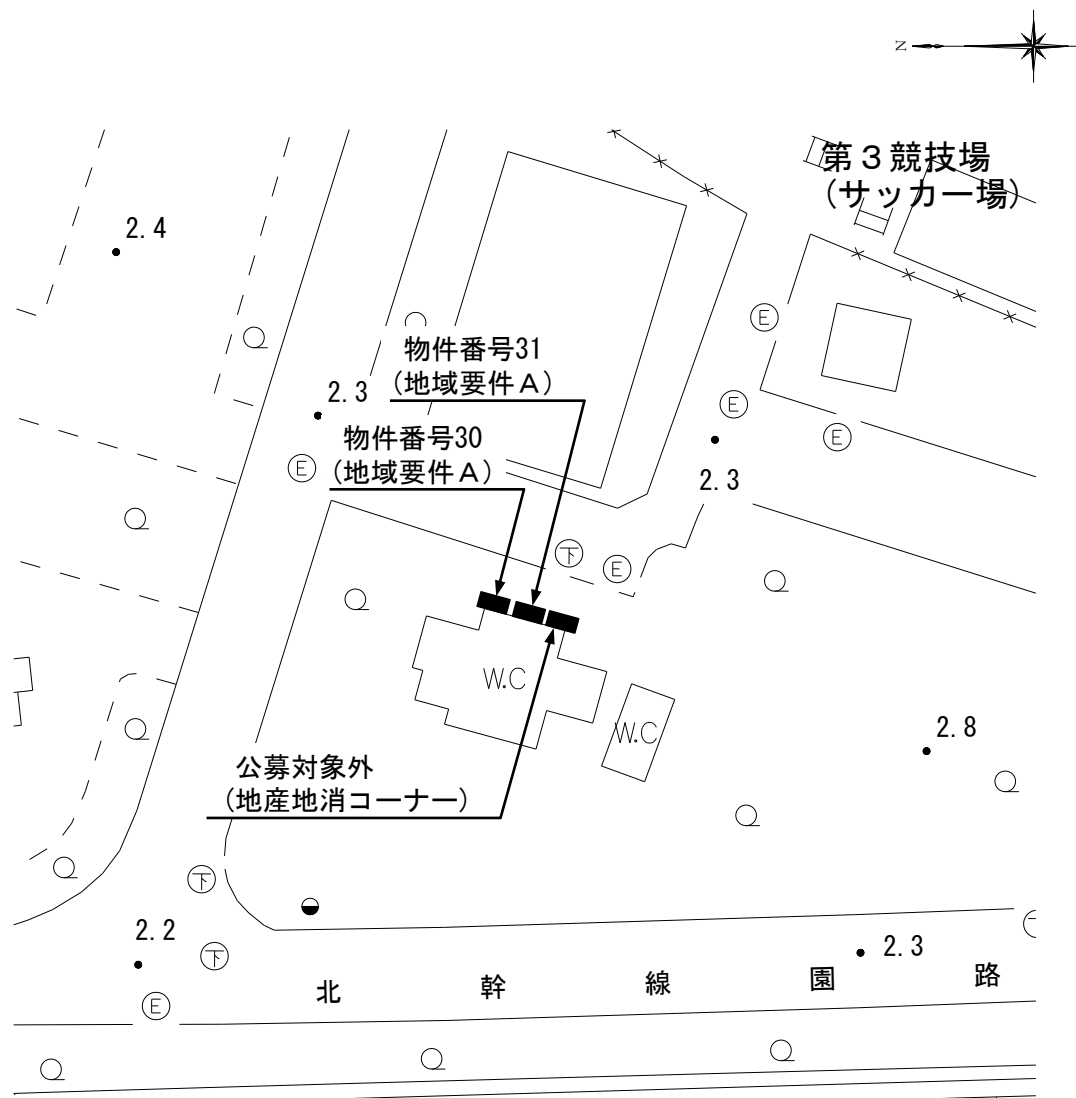 N
第３競技場
(サッカー場)
2.4
E
物件番号31
(地域要件Ａ)
2.3
E
E
物件番号30
(地域要件Ａ)
E
2.3
下
E
W.C
W.C
2.8
公募対象外
(地産地消コーナー)
下
2.2
下
2.3
北幹線園路
E